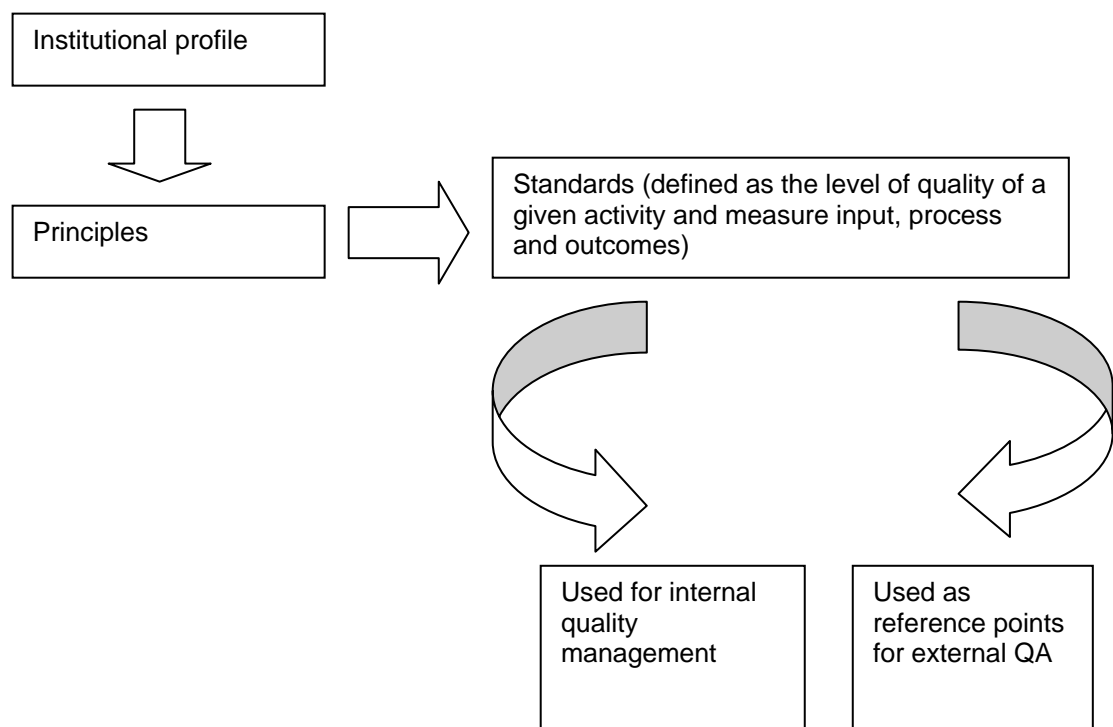 Institutional profile
Principles
Standards (defined as the level of quality of a
given activity and measure input, process
and outcomes)
Used for internal
quality
management
Used as
reference points
for external QA